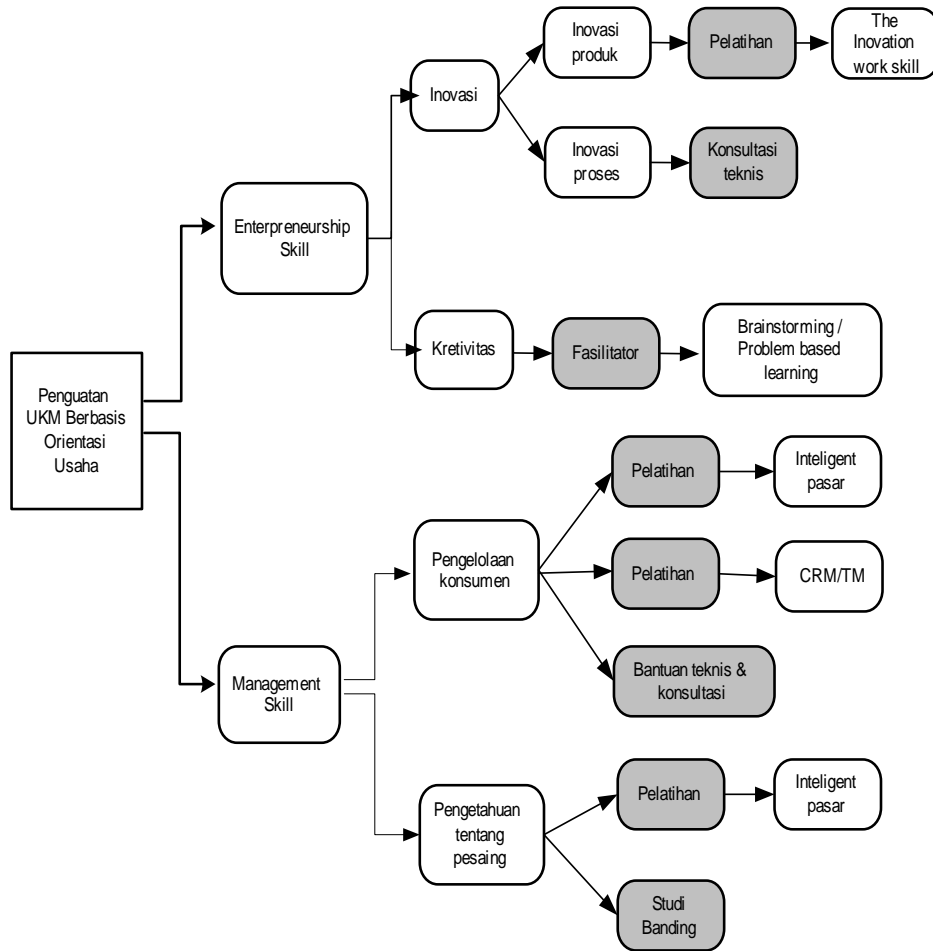 Inovasi
produk
Pelatihan
The
Inovation
work skill
Inovasi
Inovasi
proses
Konsultasi
teknis
Enterpreneurship
Skill
Kretivitas
Fasilitator
Brainstorming /
Problem based
learning
Penguatan
UKM Berbasis
Orientasi
Usaha
Pelatihan
Inteligent
pasar
Pengelolaan
konsumen
Pelatihan
CRM/TM
Bantuan teknis &
konsultasi
Management
Skill
Pelatihan
Inteligent
pasar
Pengetahuan
tentang
pesaing
Studi
Banding